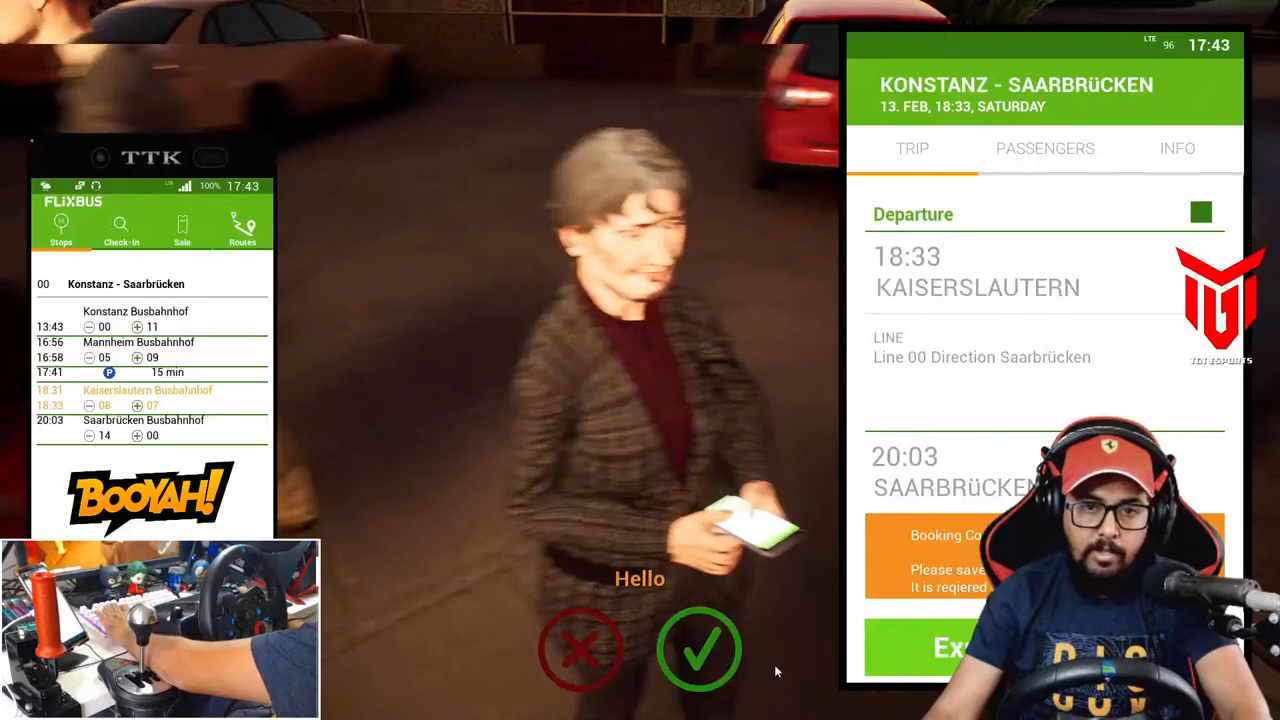 TTK
100% 17:43
FLiXBUS
Stops Check-In Sale Routes
00 Konstanz - Saarbrücken
Konstanz Busbahnhof
13:43 00 11
16:56 Mannheim Busbahnhof
16:58 05 09
17:41 P 15 min
18:31 Kaiserslautern Busbahnhof
18:33 08 07
20:03 Saarbrücken Busbahnhof
14 00
BOOYAH!
Hello
LTE 96 17:43
KONSTANZ - SAARBRüCKEN
13. FEB, 18:33, SATURDAY
TRIP PASSENGERS INFO
Departure
18:33
KAISERSLAUTERN
LINE
Line 00 Direction Saarbrücken
20:03
SAARBRüCKEN
Booking
Please save
It is reqiered
TGT ESPORTS